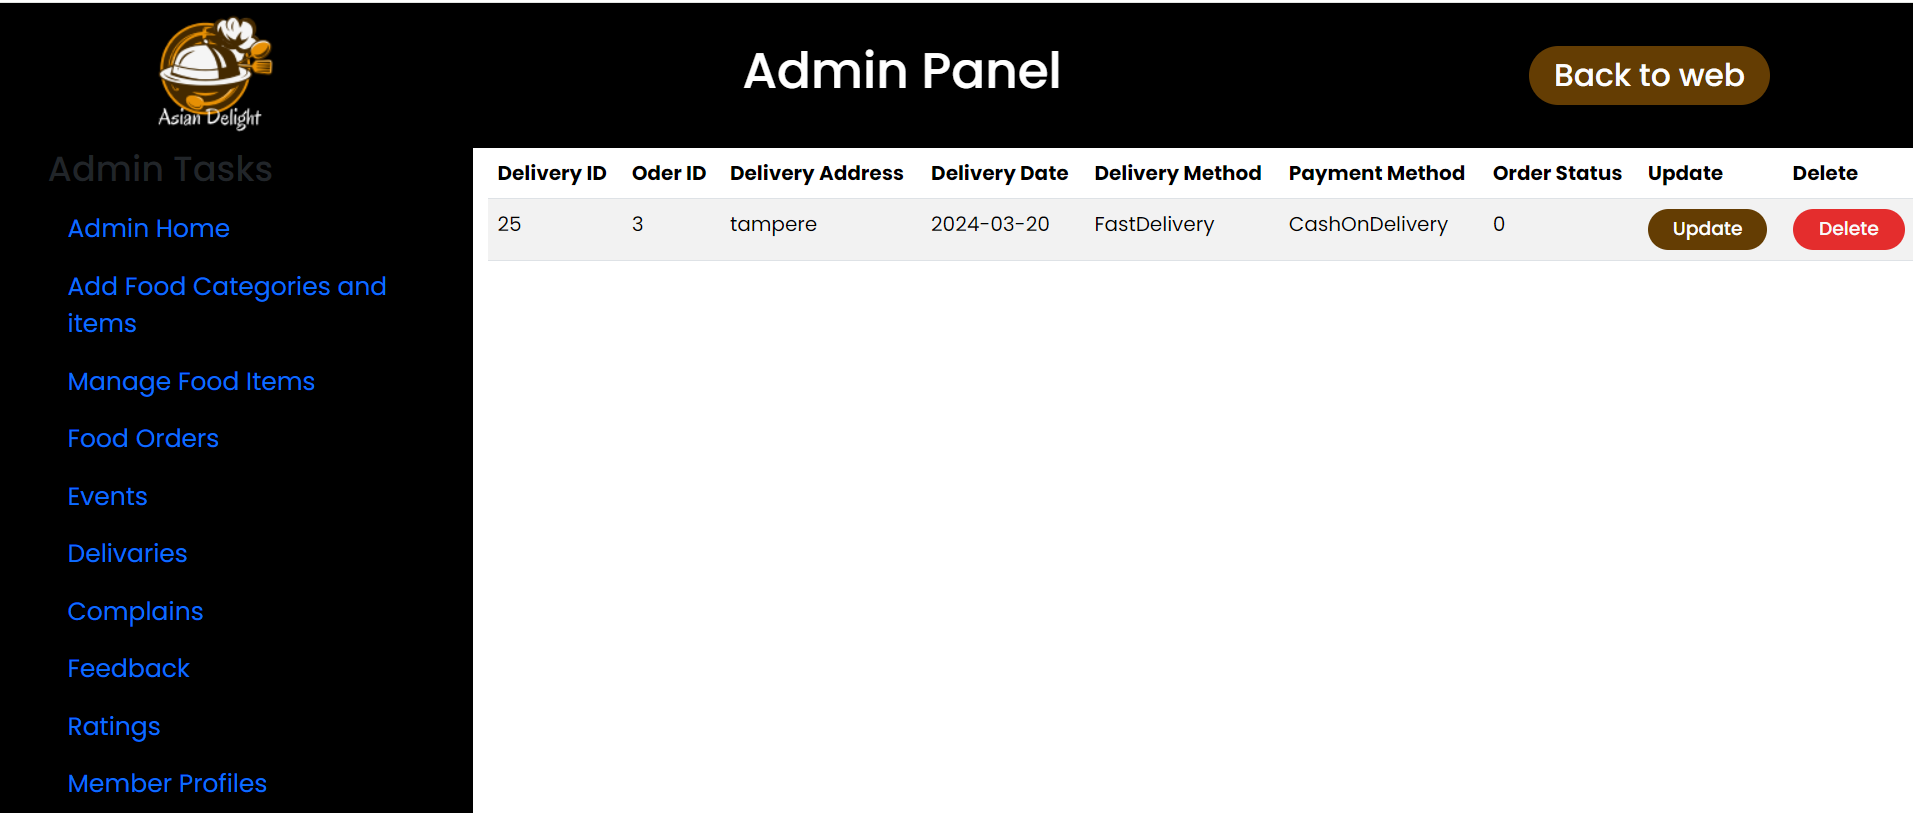 Asian Delight
Admin Panel
Back to web
Admin Tasks
Admin Home
Add Food Categories and
items
Manage Food Items
Food Orders
Events
Delivaries
Complains
Feedback
Ratings
Member Profiles
Delivery ID Oder ID Delivery Address Delivery Date Delivery Method Payment Method Order Status Update Delete
25 3 tampere 2024-03-20 FastDelivery CashOnDelivery 0 Update Delete